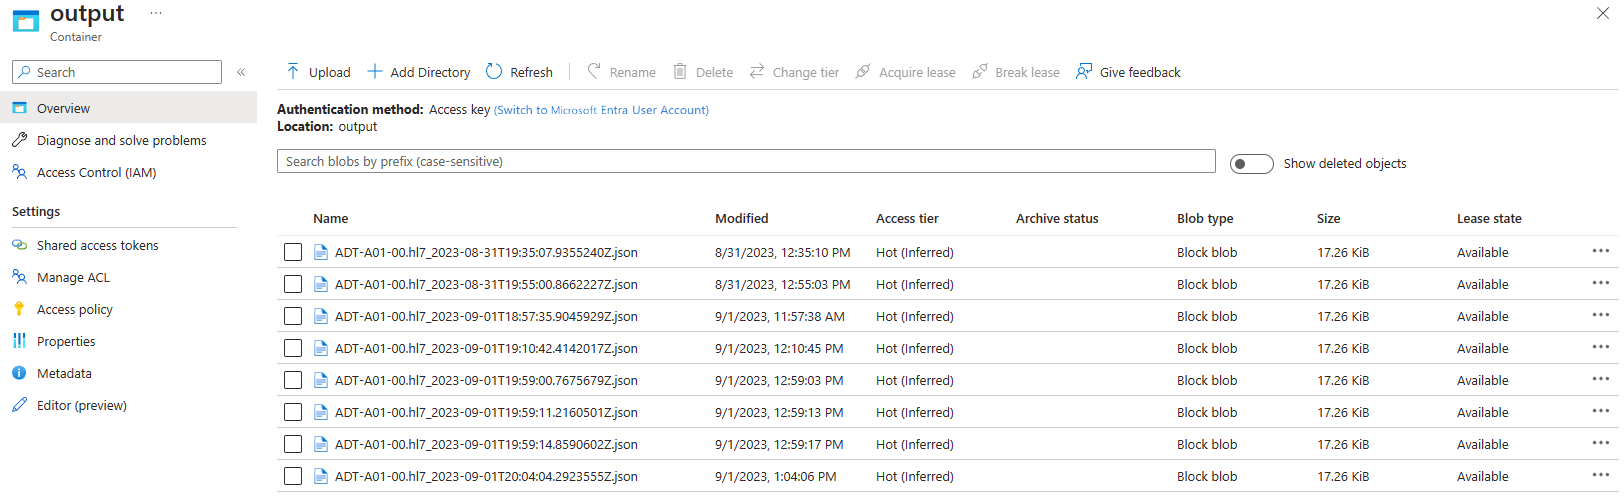 output ...
Container
Search «
Upload Add Directory Refresh Rename Delete Change tier Acquire lease Break lease Give feedback
Overview
Diagnose and solve problems
Access Control (IAM)
Settings
Shared access tokens
Manage ACL
Access policy
Properties
Metadata
Editor (preview)
Authentication method: Access key (Switch to Microsoft Entra User Account)
Location: output
Search blobs by prefix (case-sensitive)
Show deleted objects
Name Modified Access tier Archive status Blob type Size Lease state
ADT-A01-00.hl7_2023-08-31T19:35:07.9355240Z.json 8/31/2023, 12:35:10 PM Hot (Inferred) Block blob 17.26 KiB Available ...
ADT-A01-00.hl7_2023-08-31T19:55:00.8662227Z.json 8/31/2023, 12:55:03 PM Hot (Inferred) Block blob 17.26 KiB Available ...
ADT-A01-00.hl7_2023-09-01T18:57:35.9045929Z.json 9/1/2023, 11:57:38 AM Hot (Inferred) Block blob 17.26 KiB Available ...
ADT-A01-00.hl7_2023-09-01T19:10:42.4142017Z.json 9/1/2023, 12:10:45 PM Hot (Inferred) Block blob 17.26 KiB Available ...
ADT-A01-00.hl7_2023-09-01T19:59:00.7675679Z.json 9/1/2023, 12:59:03 PM Hot (Inferred) Block blob 17.26 KiB Available ...
ADT-A01-00.hl7_2023-09-01T19:59:11.2160501Z.json 9/1/2023, 12:59:13 PM Hot (Inferred) Block blob 17.26 KiB Available ...
ADT-A01-00.hl7_2023-09-01T19:59:14.8590602Z.json 9/1/2023, 12:59:17 PM Hot (Inferred) Block blob 17.26 KiB Available ...
ADT-A01-00.hl7_2023-09-01T20:04:04.2923555Z.json 9/1/2023, 1:04:06 PM Hot (Inferred) Block blob 17.26 KiB Available ...